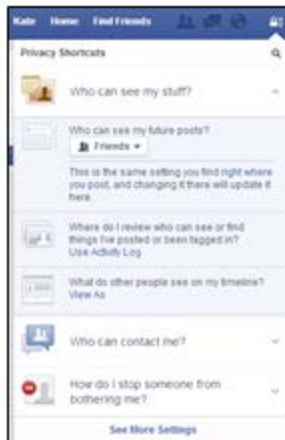 Kate Home Find Friends
Privacy Shortcuts
Who can see my stuff?
Who can see my future posts?
Friends
This is the same setting you find right where
you post, and changing it there will update it
here.
Where do I review who can see or find
things I've posted or been tagged in?
Use Activity Log
What do other people see on my timeline?
View As
Who can contact me?
How do I stop someone from
bothering me?
See More Settings